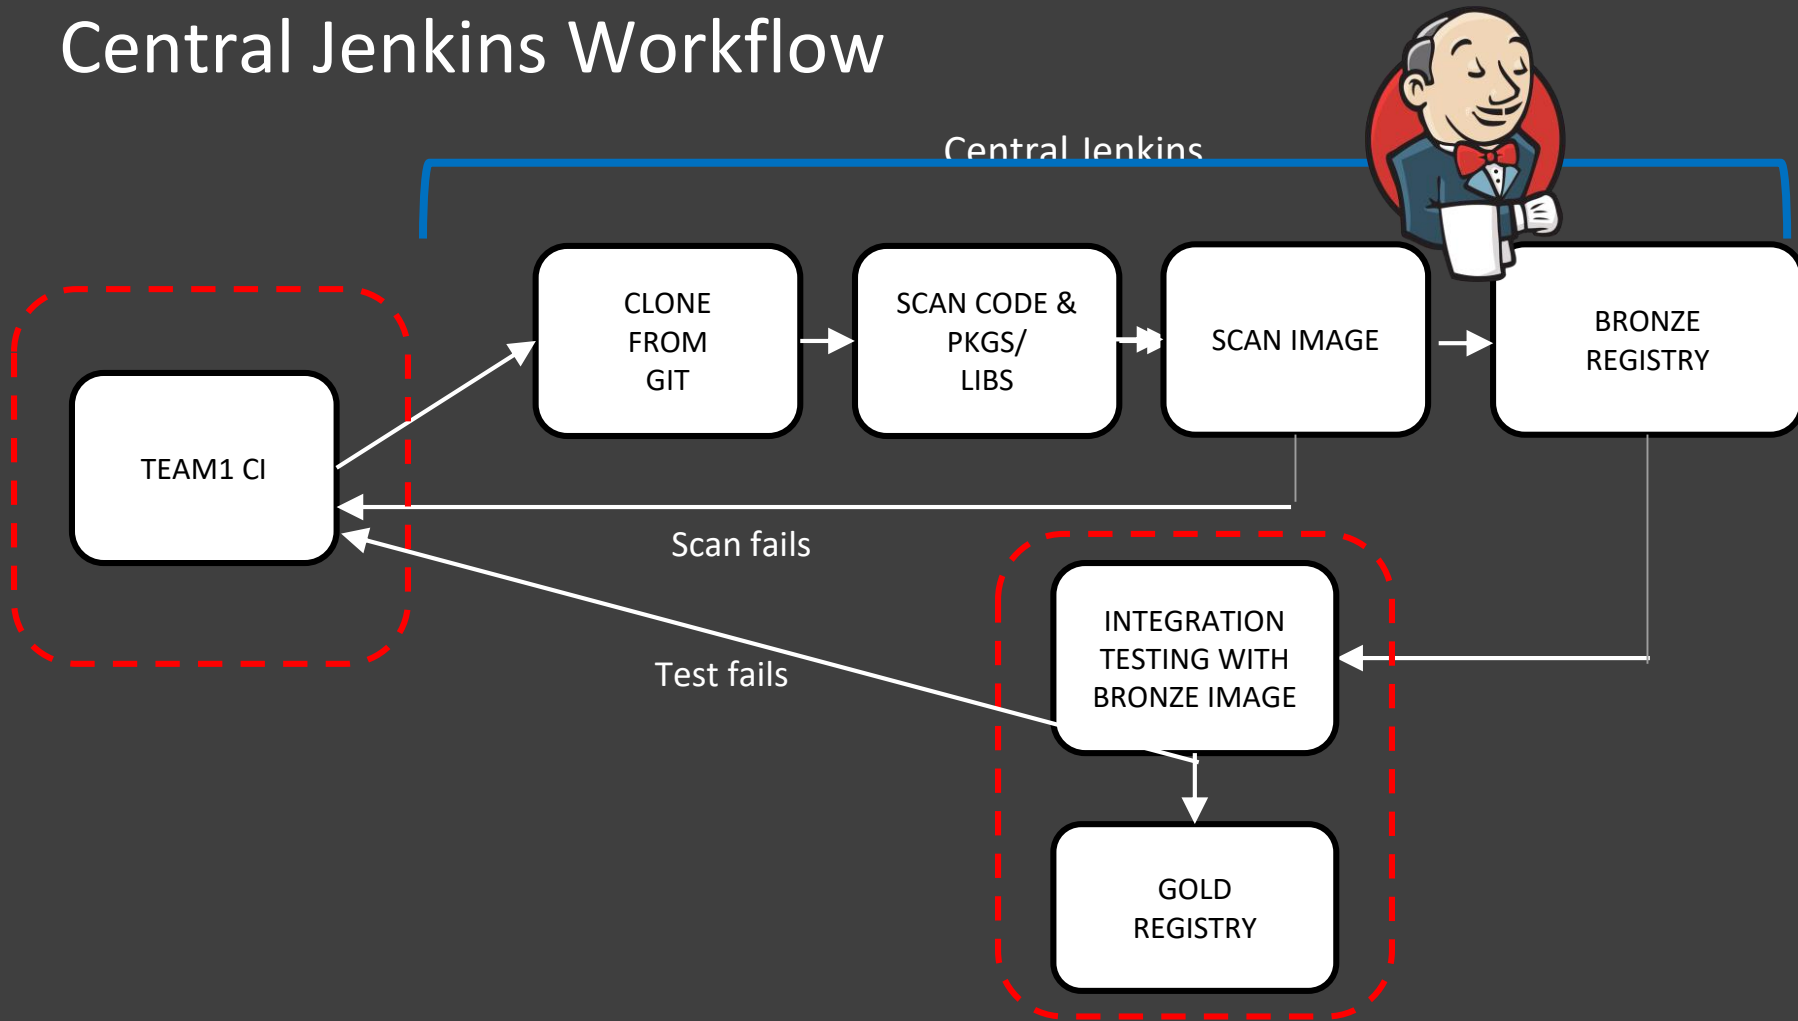 Central Jenkins Workflow
Central Jenkins
CLONE
FROM
GIT
SCAN CODE &
PKGS/
LIBS
SCAN IMAGE
BRONZE
REGISTRY
TEAM1 CI
Scan fails
INTEGRATION
TESTING WITH
BRONZE IMAGE
Test fails
GOLD
REGISTRY